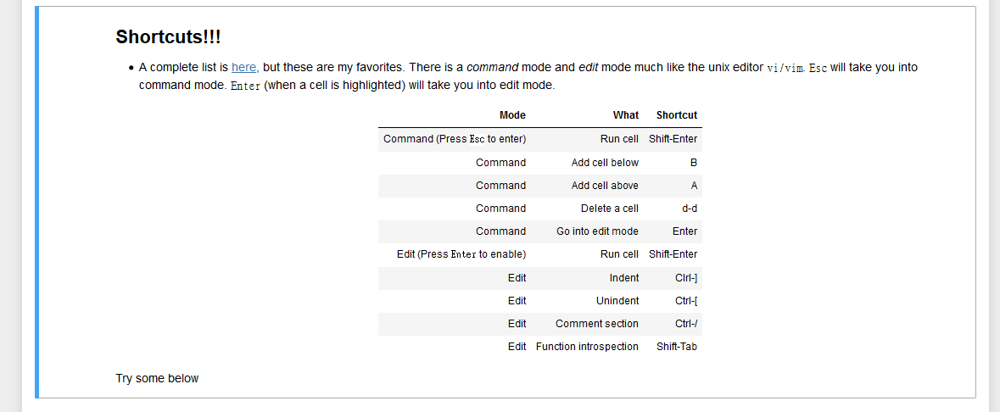 Shortcuts!!!
• A complete list is here, but these are my favorites. There is a command mode and edit mode much like the unix editor vi/vim. Esc will take you into
command mode. Enter (when a cell is highlighted) will take you into edit mode.
Mode What Shortcut
Command (Press Esc to enter) Run cell Shift-Enter
Command Add cell below B
Command Add cell above A
Command Delete a cell d-d
Command Go into edit mode Enter
Edit (Press Enter to enable) Run cell Shift-Enter
Edit Indent Clrl-]
Edit Unindent Ctrl-[
Edit Comment section Ctrl-/
Edit Function introspection Shift-Tab
Try some below